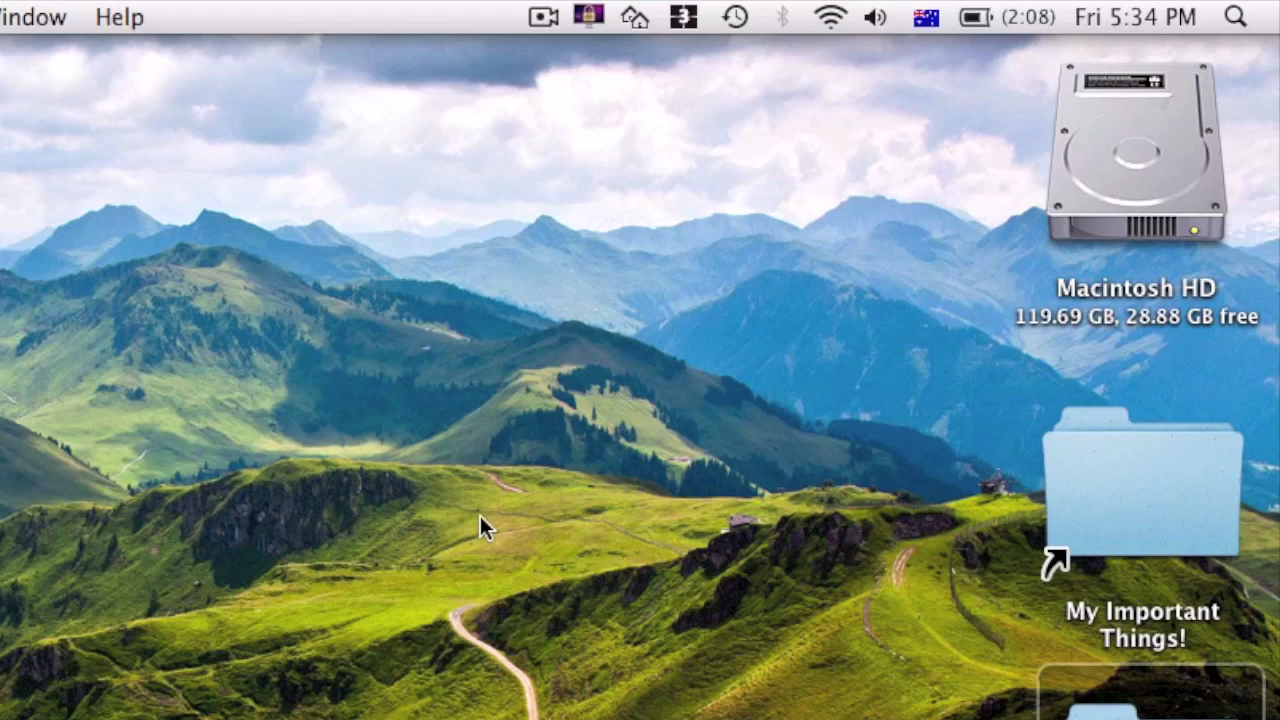 indow Help 3 (2:08) Fri 5:34 PM
Macintosh HD
119.69 GB, 28.88 GB free
My Important
Things!